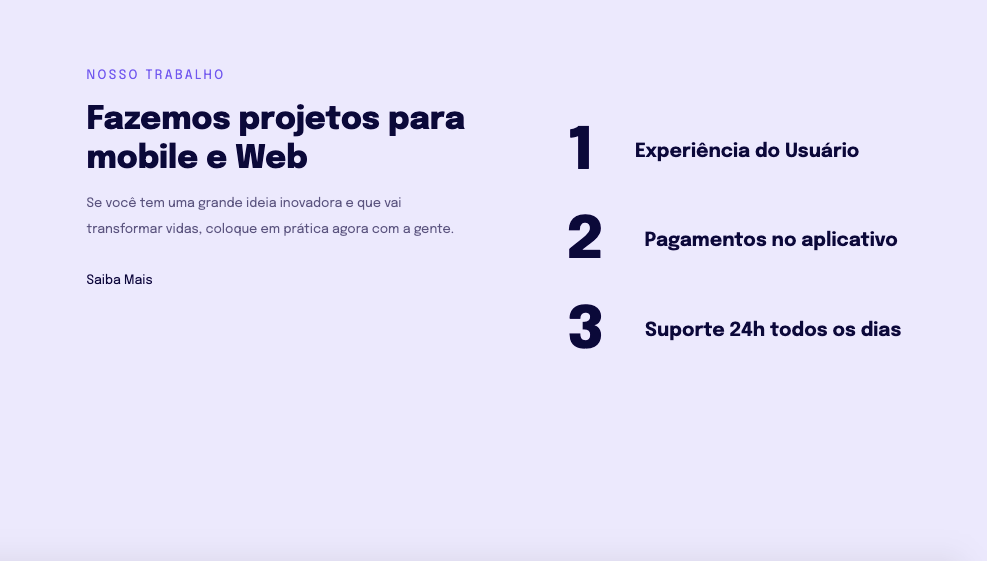 NOSSO TRABALHO
Fazemos projetos para
mobile e Web
Se você tem uma grande ideia inovadora e que vai
transformar vidas, coloque em prática agora com a gente.
Saiba Mais
1 Experiência do Usuário
2 Pagamentos no aplicativo
3 Suporte 24h todos os dias